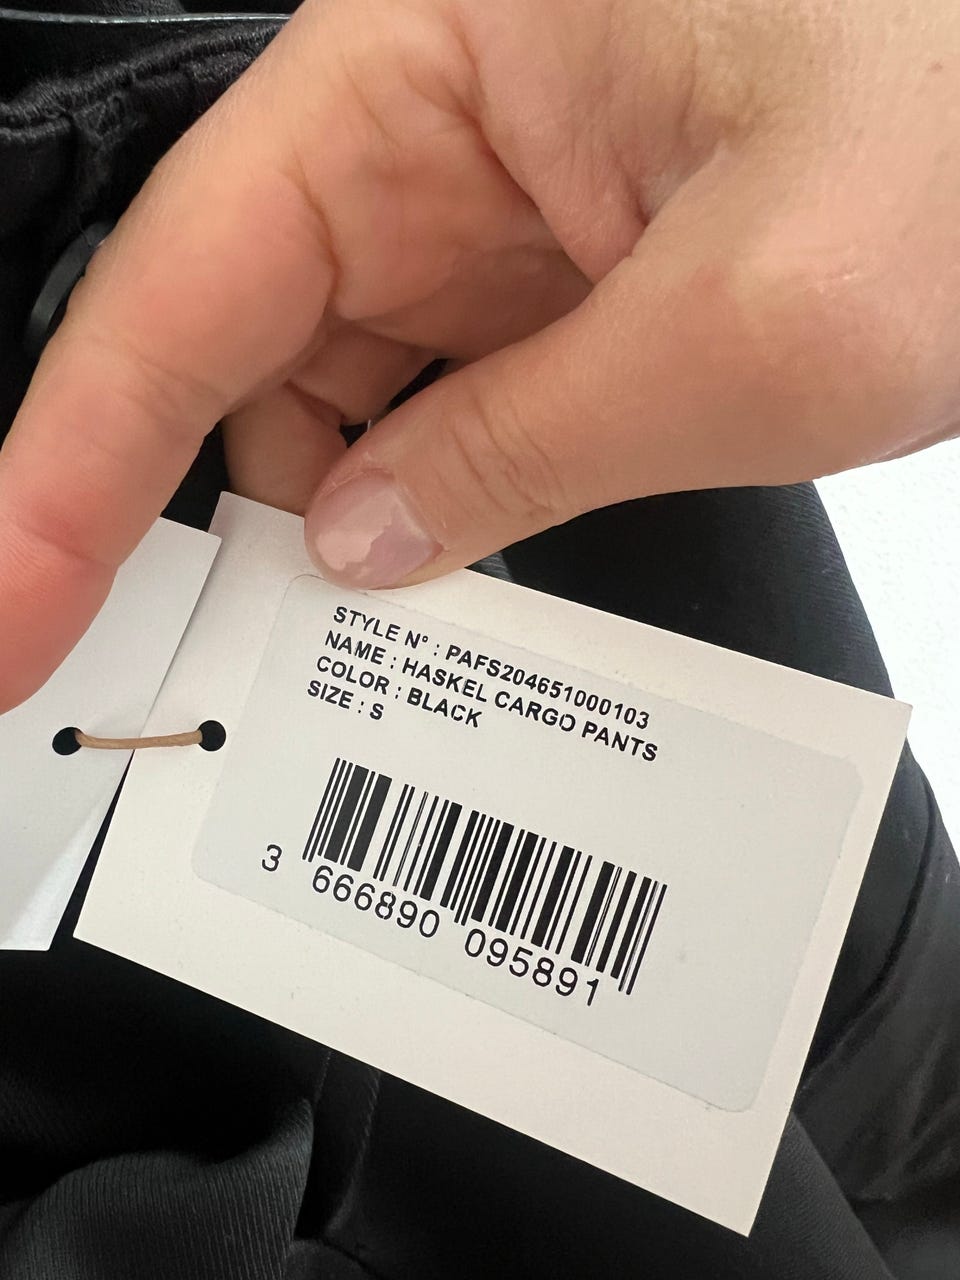 STYLE N° : PAFS204651000103
NAME : HASKEL CARGO PANTS
COLOR : BLACK
SIZE : S
3 666890 095891